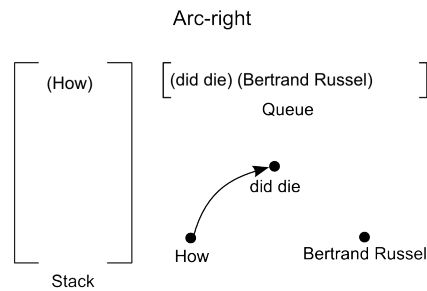 Arc-right
(How)
(did die) (Bertrand Russel)
Queue
did die
How
Bertrand Russel
Stack